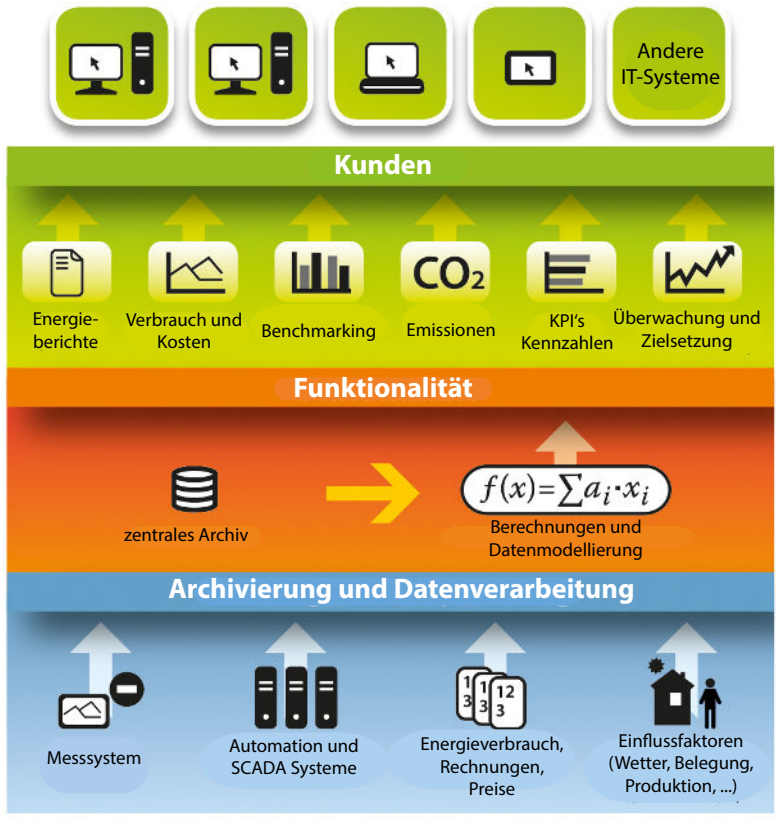 Andere
IT-Systeme
Kunden
CO₂
Energie-
berichte
Verbrauch und
Kosten
Benchmarking
Emissionen
KPI's
Kennzahlen
Überwachung und
Zielsetzung
Funktionalität
f(x)=∑aᵢ·xᵢ
zentrales Archiv
Berechnungen und
Datenmodellierung
Archivierung und Datenverarbeitung
1
3
1
3
12
3
Messsystem
Automation und
SCADA Systeme
Energieverbrauch,
Rechnungen,
Preise
Einflussfaktoren
(Wetter, Belegung,
Produktion, ...)